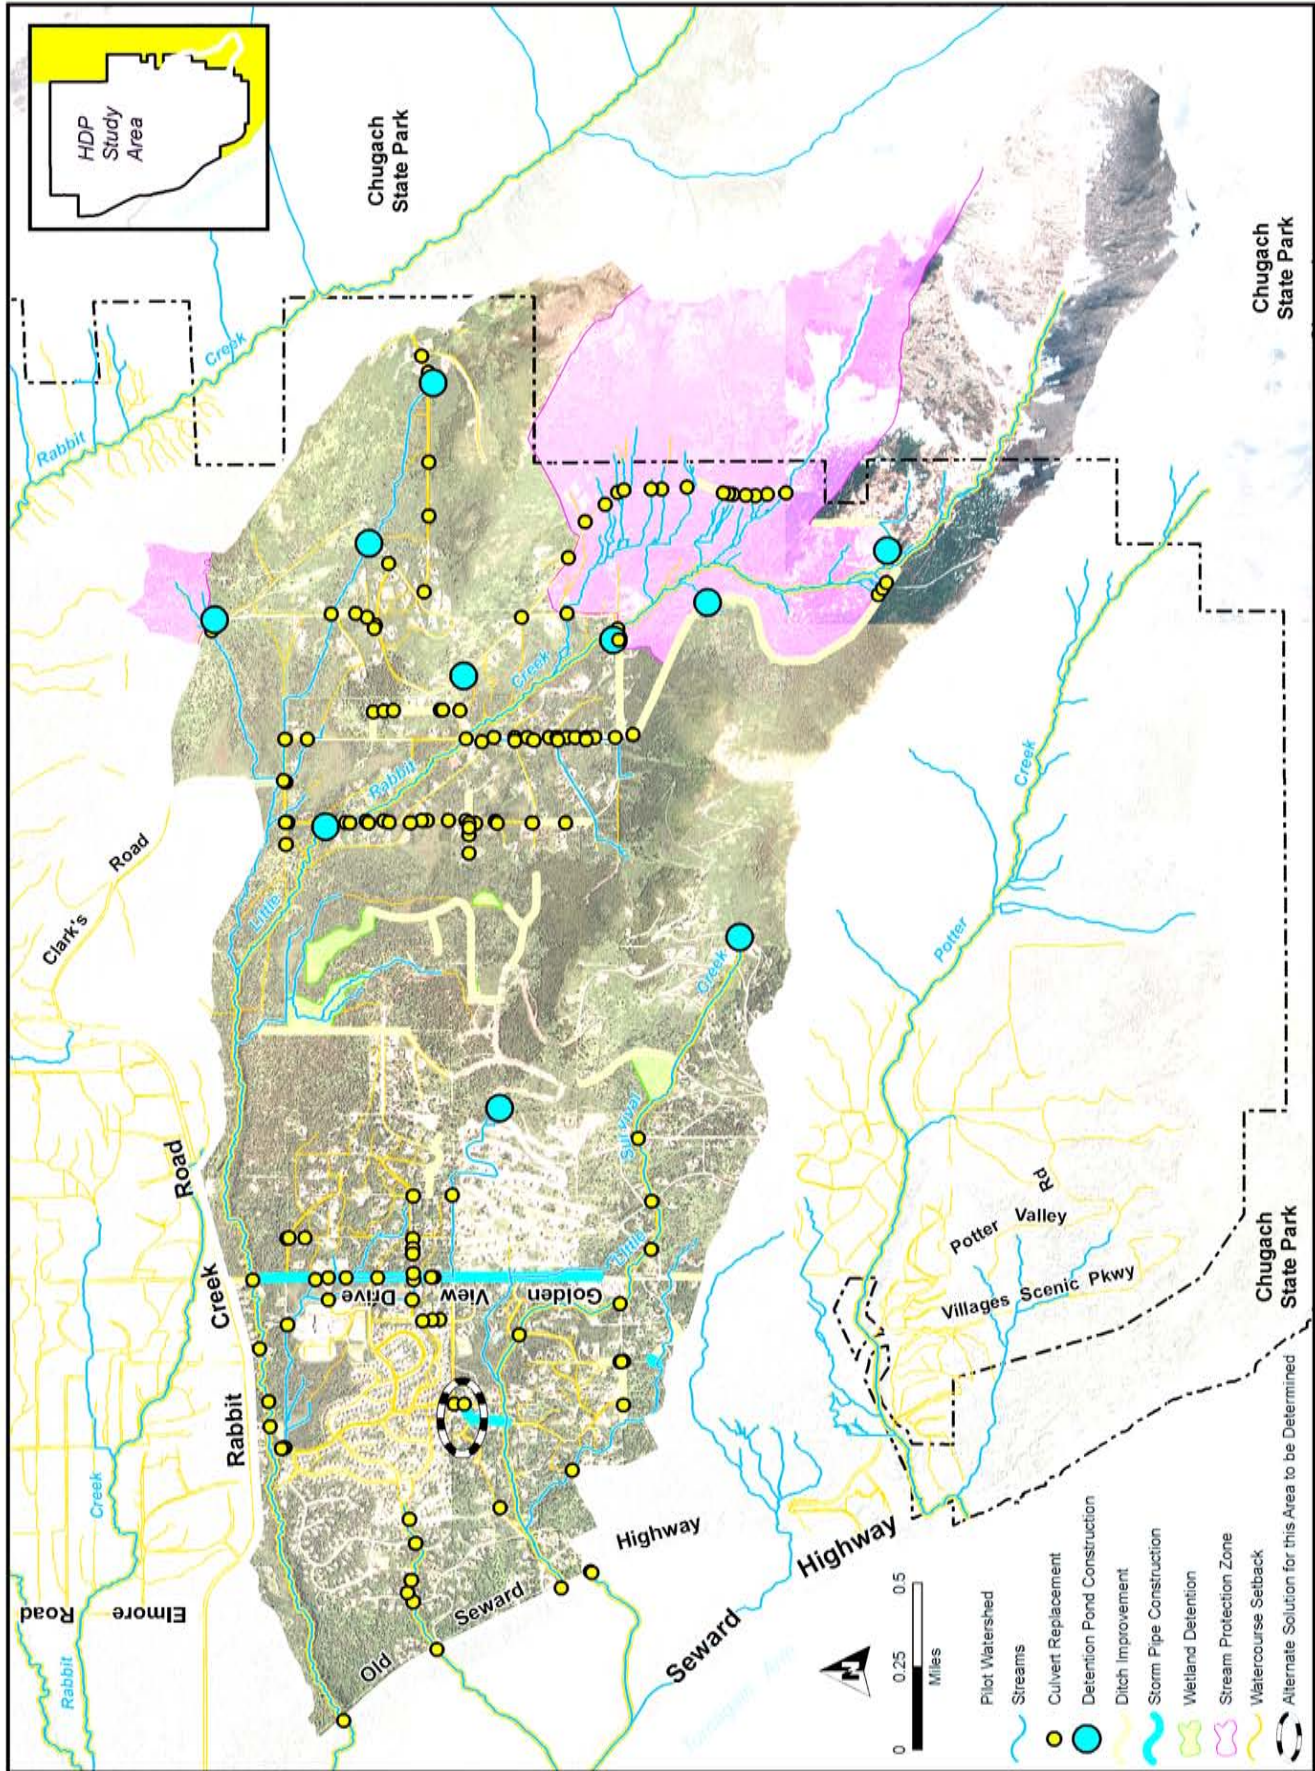 HDP
Study
Area
Chugach
State Park
Rabbit
Creek
Clark's
Road
Little
Rabbit
Creek
Chugach
State Park
Creek
Potter
Creek
Survival
Little
Road
Creek
Rabbit
Golden
View
Drive
Potter
Valley
Rd
Villages Scenic Pkwy
Chugach
State Park
Elmore
Road
Creek
Rabbit
Old
Seward
Highway
Seward
Highway
N
0
0.25
0.5
Miles
Pilot Watershed
Streams
Culvert Replacement
Detention Pond Construction
Ditch Improvement
Storm Pipe Construction
Wetland Detention
Stream Protection Zone
Watercourse Setback
Alternate Solution for this Area to be Determined